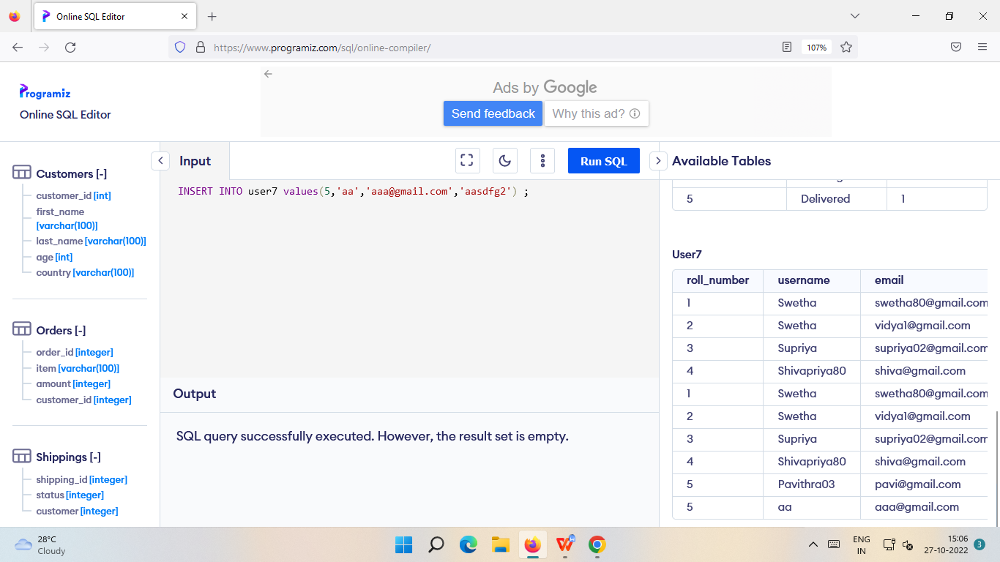 Online SQL Editor
https://www.programiz.com/sql/online-compiler/
107%
Ads by Google
Send feedback
Why this ad?
Programiz
Online SQL Editor
Customers [-]
customer_id [int]
first_name
[varchar(100)]
last_name [varchar(100)]
age [int]
country [varchar(100)]
Orders [-]
order_id [integer]
item [varchar(100)]
amount [integer]
customer_id [integer]
Shippings [-]
shipping_id [integer]
status [integer]
customer [integer]
Input
Run SQL
INSERT INTO user7 values(5,'aa','aaa@gmail.com','aasdfg2') ;
Output
SQL query successfully executed. However, the result set is empty.
Available Tables
5 Delivered 1
User7
roll_number username email
1 Swetha swetha80@gmail.com
2 Swetha vidya1@gmail.com
3 Supriya supriya02@gmail.com
4 Shivapriya80 shiva@gmail.com
1 Swetha swetha80@gmail.com
2 Swetha vidya1@gmail.com
3 Supriya supriya02@gmail.com
4 Shivapriya80 shiva@gmail.com
5 Pavithra03 pavi@gmail.com
5 aa aaa@gmail.com
28°C
Cloudy
ENG
IN
15:06
27-10-2022
3